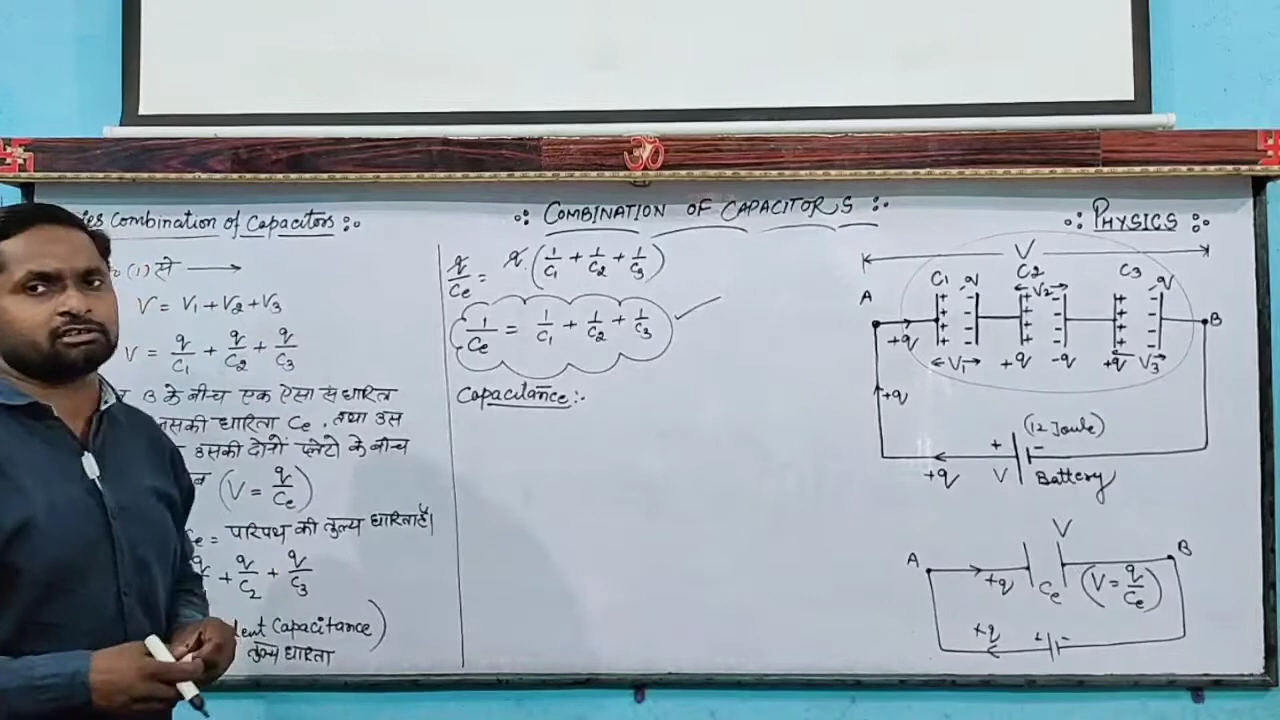 Combination of Capacitors :.
(1) से ⟶
V = V₁ + V₂ + V₃
V = q/C₁ + q/C₂ + q/C₃
B के बीच एक ऐसा संधारित्र
जिसकी धारिता Ce, तथा उस
उसकी दोनों प्लेटो के बीच
(V = q/Ce)
Ce = परिपथ की तुल्य धारिता है।
+ q/C₂ + q/C₃
Capacitance)
तुल्य धारिता
.: COMBINATION OF CAPACITORS :.
q/Ce = q (1/C₁ + 1/C₂ + 1/C₃)
1/Ce = 1/C₁ + 1/C₂ + 1/C₃
Capacitance:.
.: PHYSICS :.
V
C₁ -q C₂ C₃ -q
V₂
A B
+q
V₁ +q -q +q V₃
+q
(12 Joule)
+ -
+q V Battery
V
A B
+q Ce (V = q/Ce)
+q + -
ॐ